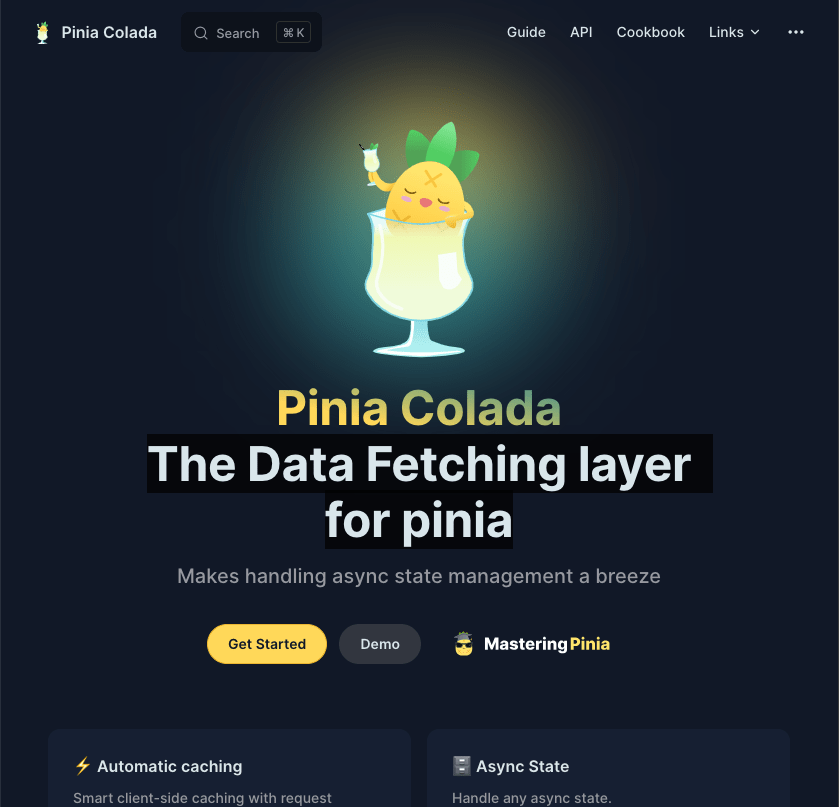 Pinia Colada
Search
⌘ K
Guide
API
Cookbook
Links
Pinia Colada
The Data Fetching layer
for pinia
Makes handling async state management a breeze
Get Started
Demo
MasteringPinia
⚡ Automatic caching
Smart client-side caching with request
🗄️ Async State
Handle any async state.